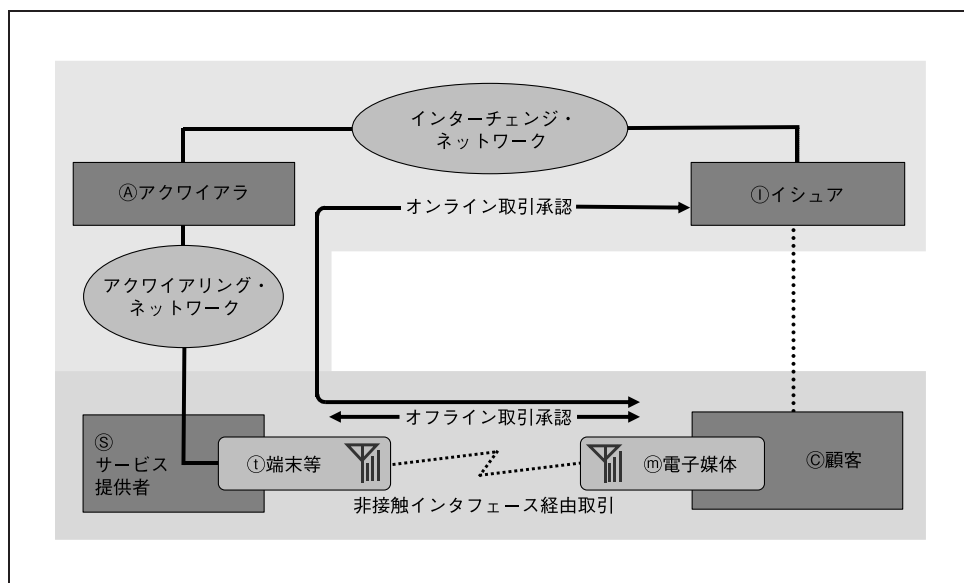 インターチェンジ・
ネットワーク
Ⓐアクワイアラ
Ⓘイシュア
オンライン取引承認
アクワイアリング・
ネットワーク
オフライン取引承認
Ⓢ
サービス
提供者
ⓣ端末等
ⓜ電子媒体
Ⓒ顧客
非接触インタフェース経由取引